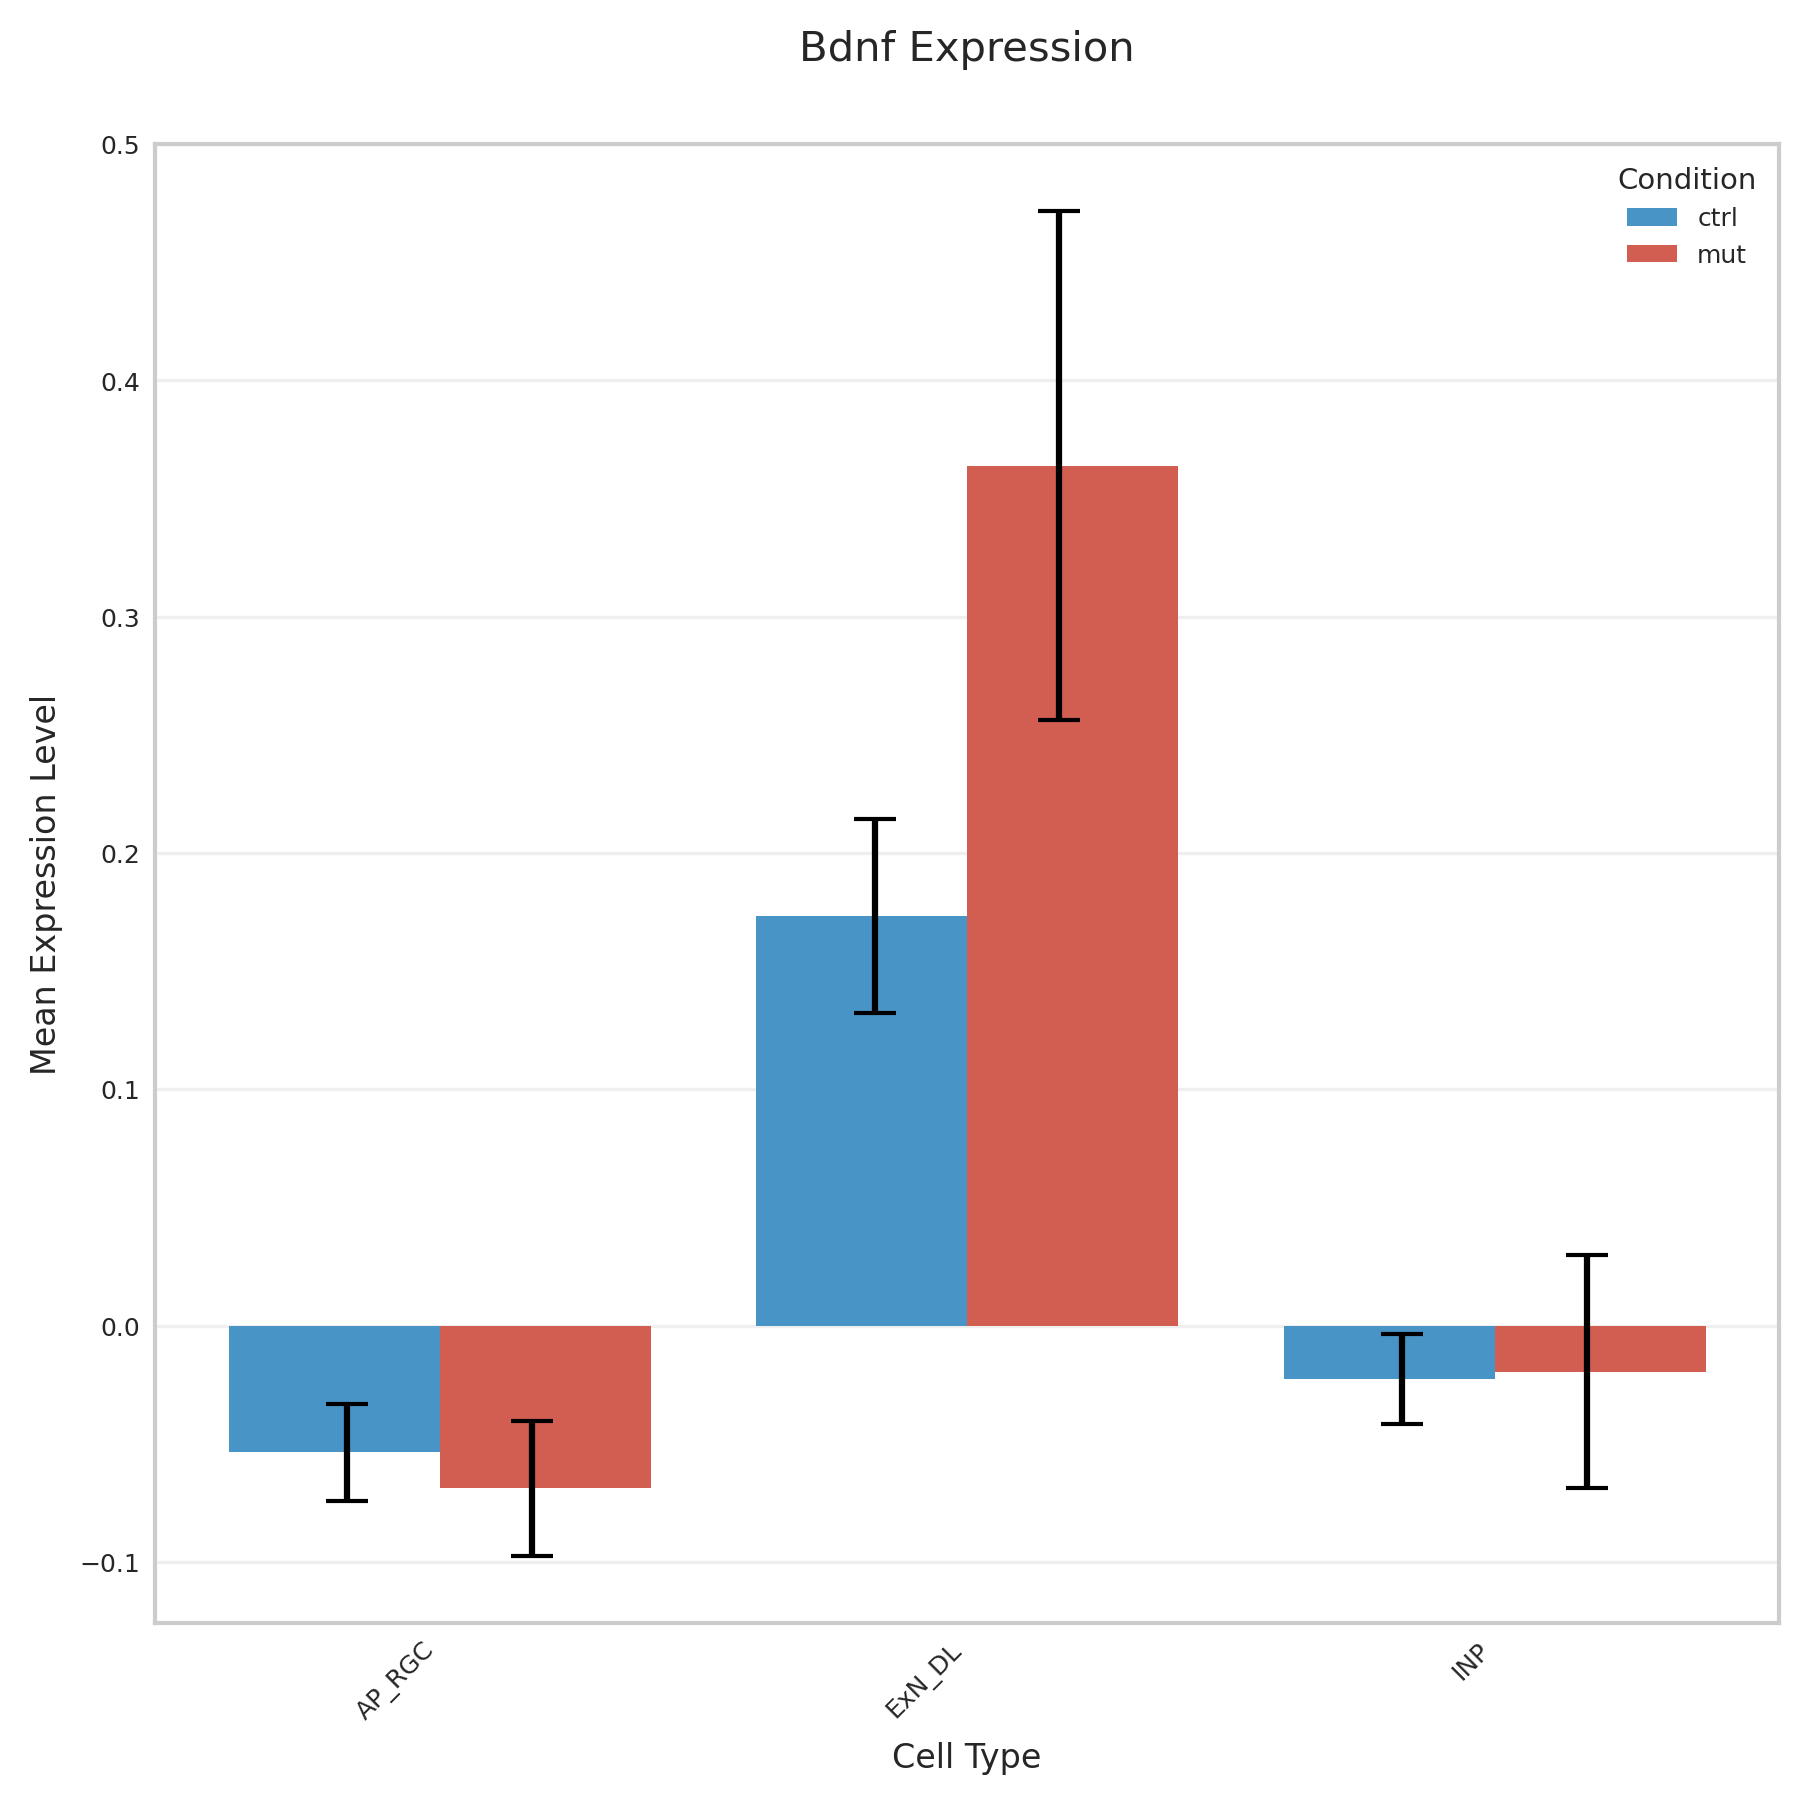 Bdnf Expression
0.5
0.4
0.3
0.2
0.1
0.0
−0.1
Mean Expression Level
Condition
ctrl
mut
AP_RGC
ExN_DL
INP
Cell Type